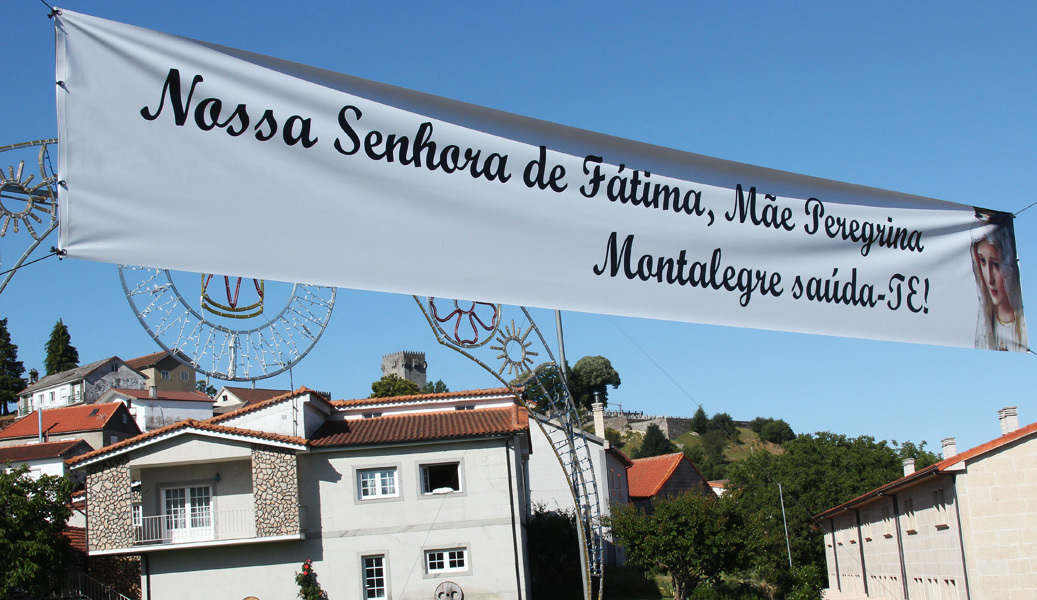 Nossa Senhora de Fátima, Mãe Peregrina
Montalegre saúda-TE!